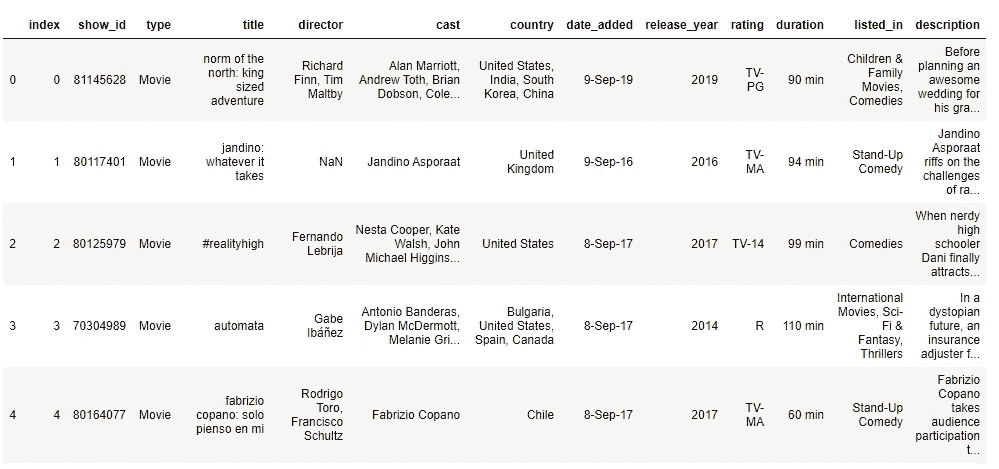 index show_id type title director cast country date_added release_year rating duration listed_in description
0 0 81145628 Movie norm of the north: king sized adventure Richard Finn, Tim Maltby Alan Marriott, Andrew Toth, Brian Dobson, Cole... United States, India, South Korea, China 9-Sep-19 2019 TV-PG 90 min Children & Family Movies, Comedies Before planning an awesome wedding for his gra...
1 1 80117401 Movie jandino: whatever it takes NaN Jandino Asporaat United Kingdom 9-Sep-16 2016 TV-MA 94 min Stand-Up Comedy Jandino Asporaat riffs on the challenges of ra...
2 2 80125979 Movie #realityhigh Fernando Lebrija Nesta Cooper, Kate Walsh, John Michael Higgins... United States 8-Sep-17 2017 TV-14 99 min Comedies When nerdy high schooler Dani finally attracts...
3 3 70304989 Movie automata Gabe Ibáñez Antonio Banderas, Dylan McDermott, Melanie Gri... Bulgaria, United States, Spain, Canada 8-Sep-17 2014 R 110 min International Movies, Sci-Fi & Fantasy, Thrillers In a dystopian future, an insurance adjuster f...
4 4 80164077 Movie fabrizio copano: solo pienso en mi Rodrigo Toro, Francisco Schultz Fabrizio Copano Chile 8-Sep-17 2017 TV-MA 60 min Stand-Up Comedy Fabrizio Copano takes audience participation t...